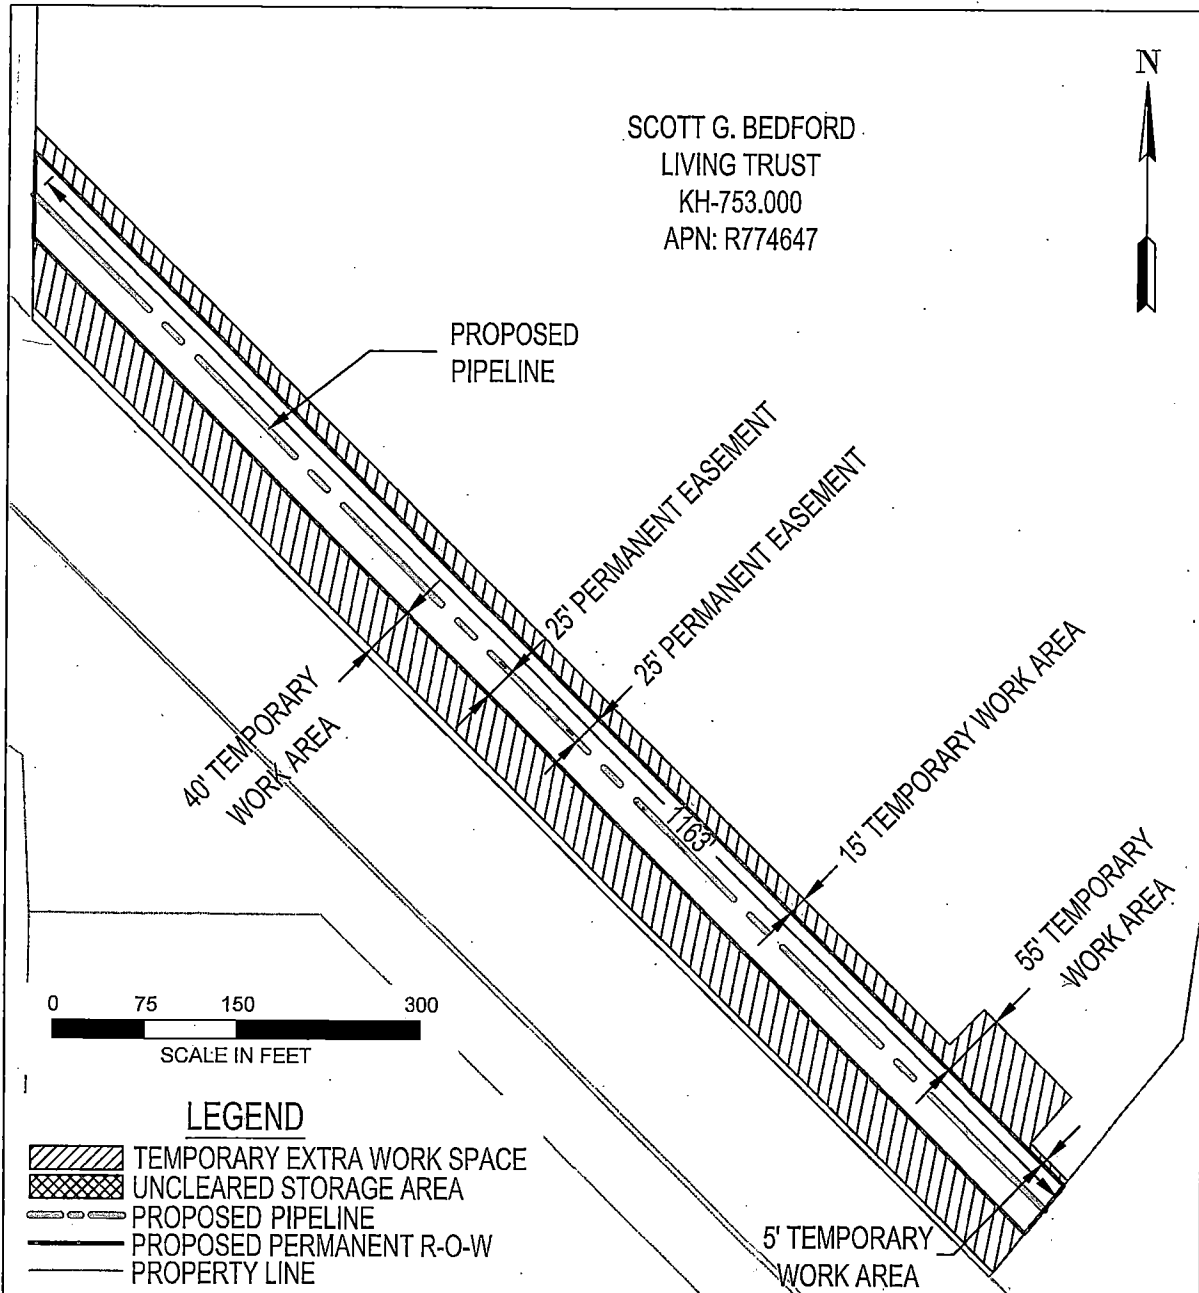 N
SCOTT G. BEDFORD
LIVING TRUST
KH-753.000
APN: R774647
PROPOSED
PIPELINE
25' PERMANENT EASEMENT
25' PERMANENT EASEMENT
40' TEMPORARY
WORK AREA
1163'
15' TEMPORARY WORK AREA
55' TEMPORARY
WORK AREA
5' TEMPORARY
WORK AREA
0 75 150 300
SCALE IN FEET
LEGEND
TEMPORARY EXTRA WORK SPACE
UNCLEARED STORAGE AREA
PROPOSED PIPELINE
PROPOSED PERMANENT R-O-W
PROPERTY LINE